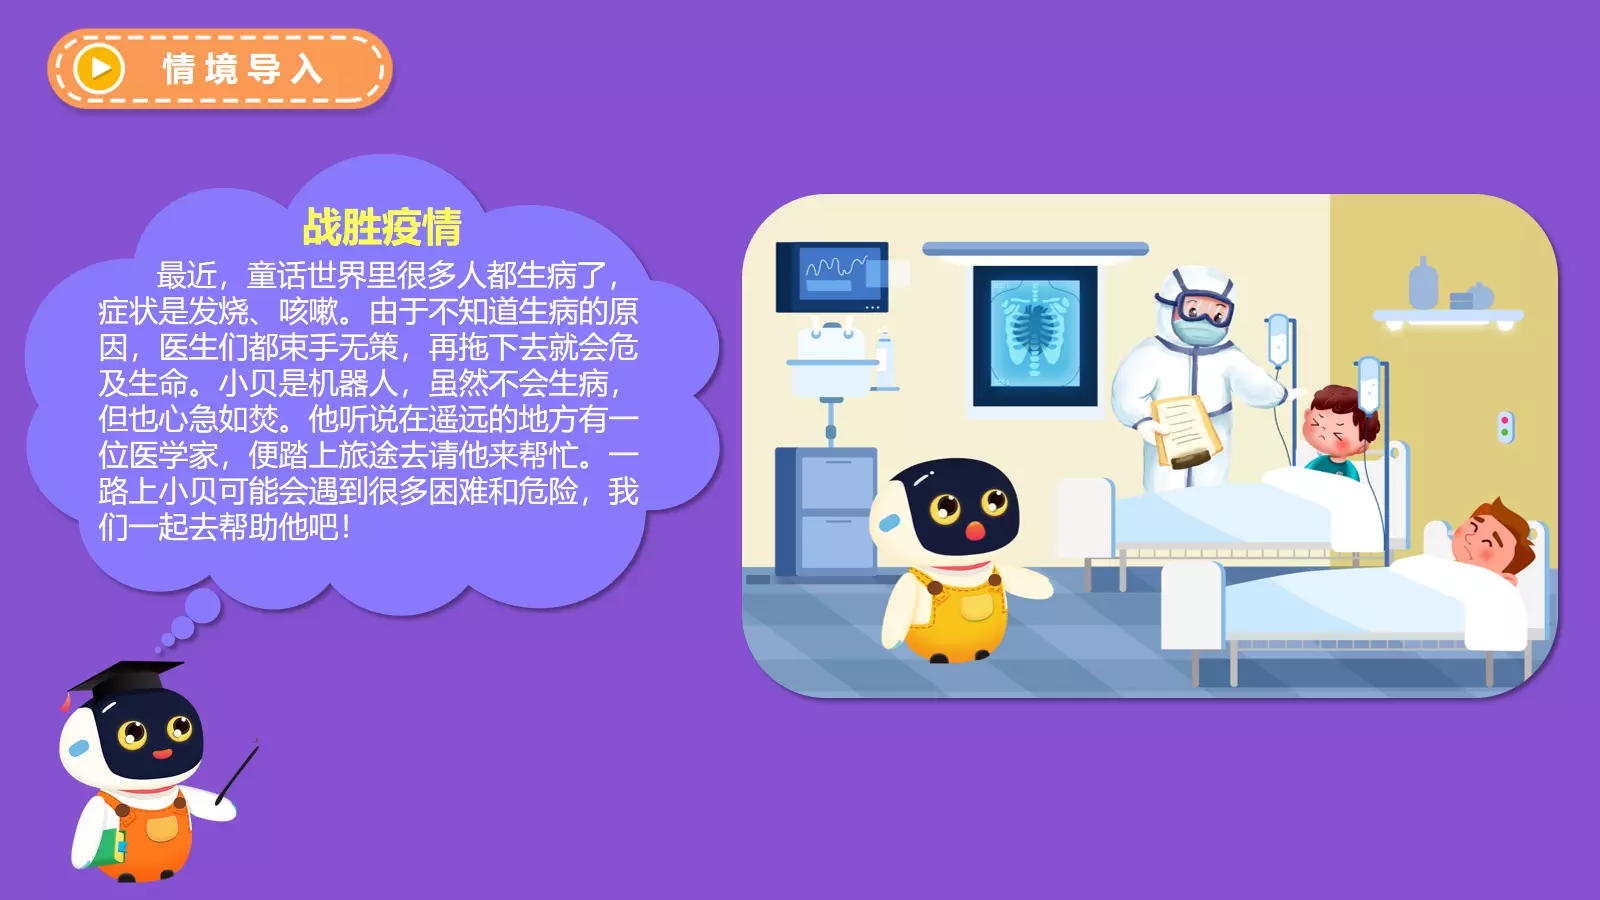 情境导入
战胜疫情
最近，童话世界里很多人都生病了，
症状是发烧、咳嗽。由于不知道生病的原
因，医生们都束手无策，再拖下去就会危
及生命。小贝是机器人，虽然不会生病，
但也心急如焚。他听说在遥远的地方有一
位医学家，便踏上旅途去请他来帮忙。一
路上小贝可能会遇到很多困难和危险，我
们一起去帮助他吧！